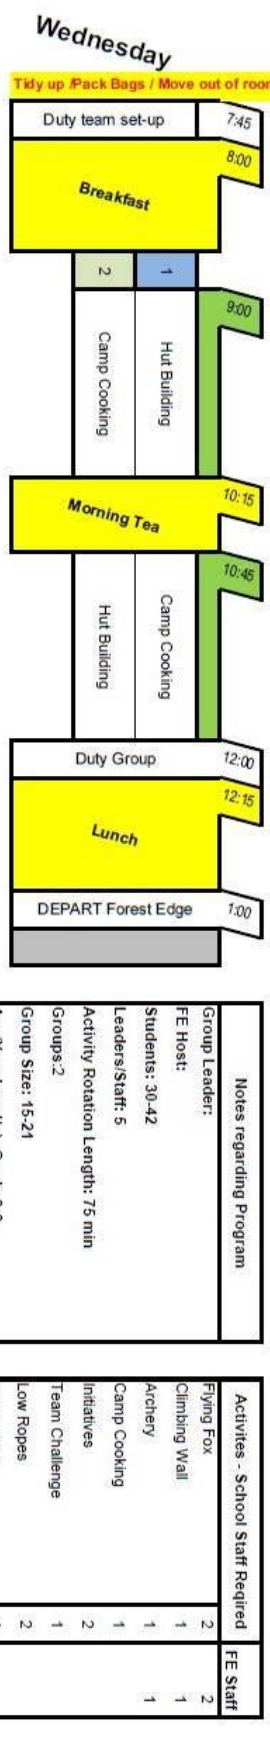 Wednesday
Tidy up /Pack Bags / Move out of
Duty team set-up 7:45
8:00
Breakfast
2 1
9:00
Camp Cooking Hut Building
10:15
Morning Tea
10:45
Hut Building Camp Cooking
Duty Group 12:00
12:15
Lunch
DEPART Forest Edge 1:00
Notes regarding Program
Group Leader:
FE Host:
Students: 30-42
Leaders/Staff: 5
Activity Rotation Length: 75 min
Groups:2
Group Size: 15-21
Activites - School Staff Reqired FE Staff
Flying Fox 2 2
Climbing Wall 1 1
Archery 1 1
Camp Cooking 1
Initiatives 2
Team Challenge 1
Low Ropes 2